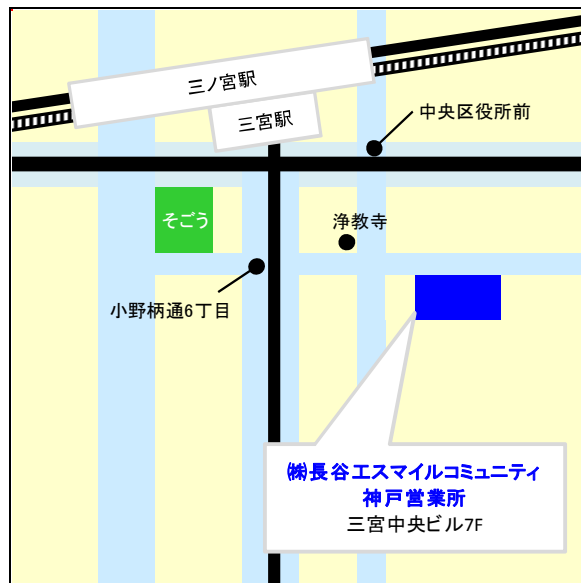 三ノ宮駅
三宮駅
中央区役所前
そごう
浄教寺
小野柄通6丁目
㈱長谷エスマイルコミュニティ
神戸営業所
三宮中央ビル7F